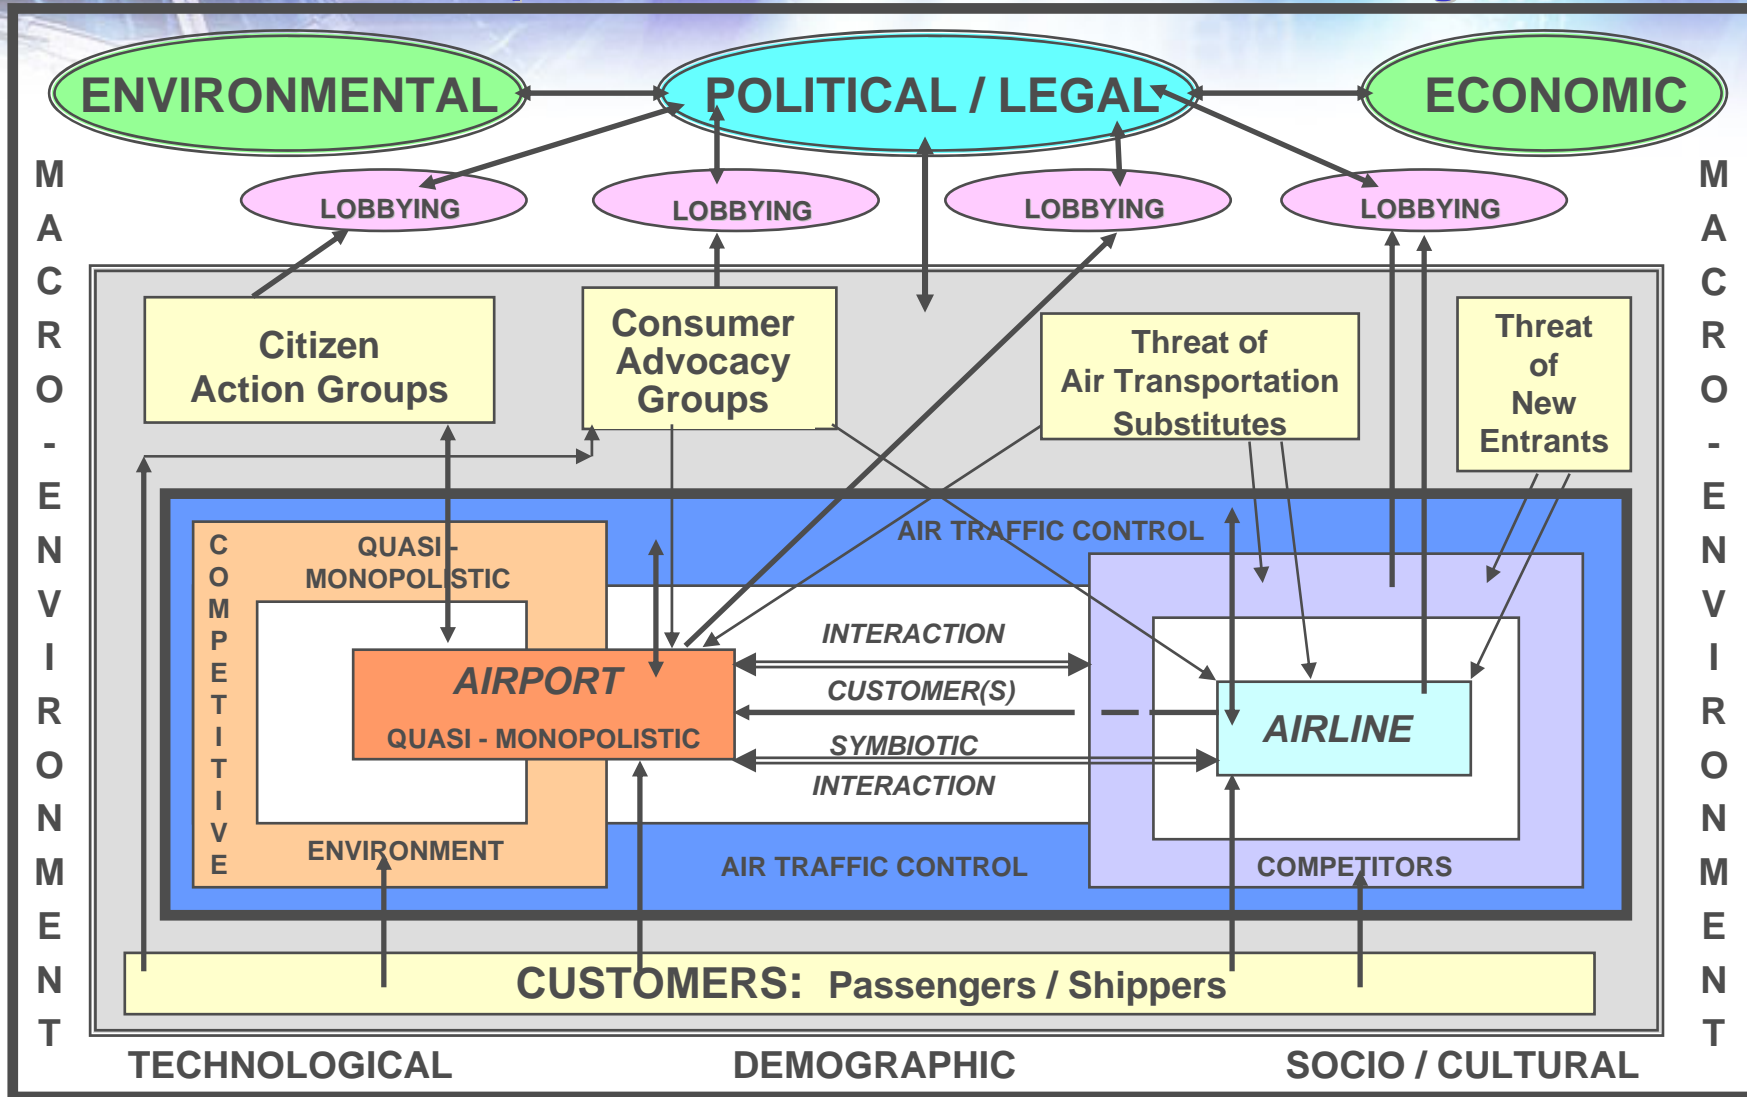 ENVIRONMENTAL
POLITICAL / LEGAL
ECONOMIC
MACRO-ENVIRONMENT
MACRO-ENVIRONMENT
LOBBYING
LOBBYING
LOBBYING
LOBBYING
Citizen
Action Groups
Consumer
Advocacy
Groups
Threat of
Air Transportation
Substitutes
Threat
of
New
Entrants
AIR TRAFFIC CONTROL
COMPETITIVE
QUASI -
MONOPOLISTIC
ENVIRONMENT
AIRPORT
QUASI - MONOPOLISTIC
INTERACTION
CUSTOMER(S)
SYMBIOTIC
INTERACTION
AIRLINE
COMPETITORS
AIR TRAFFIC CONTROL
CUSTOMERS: Passengers / Shippers
TECHNOLOGICAL
DEMOGRAPHIC
SOCIO / CULTURAL